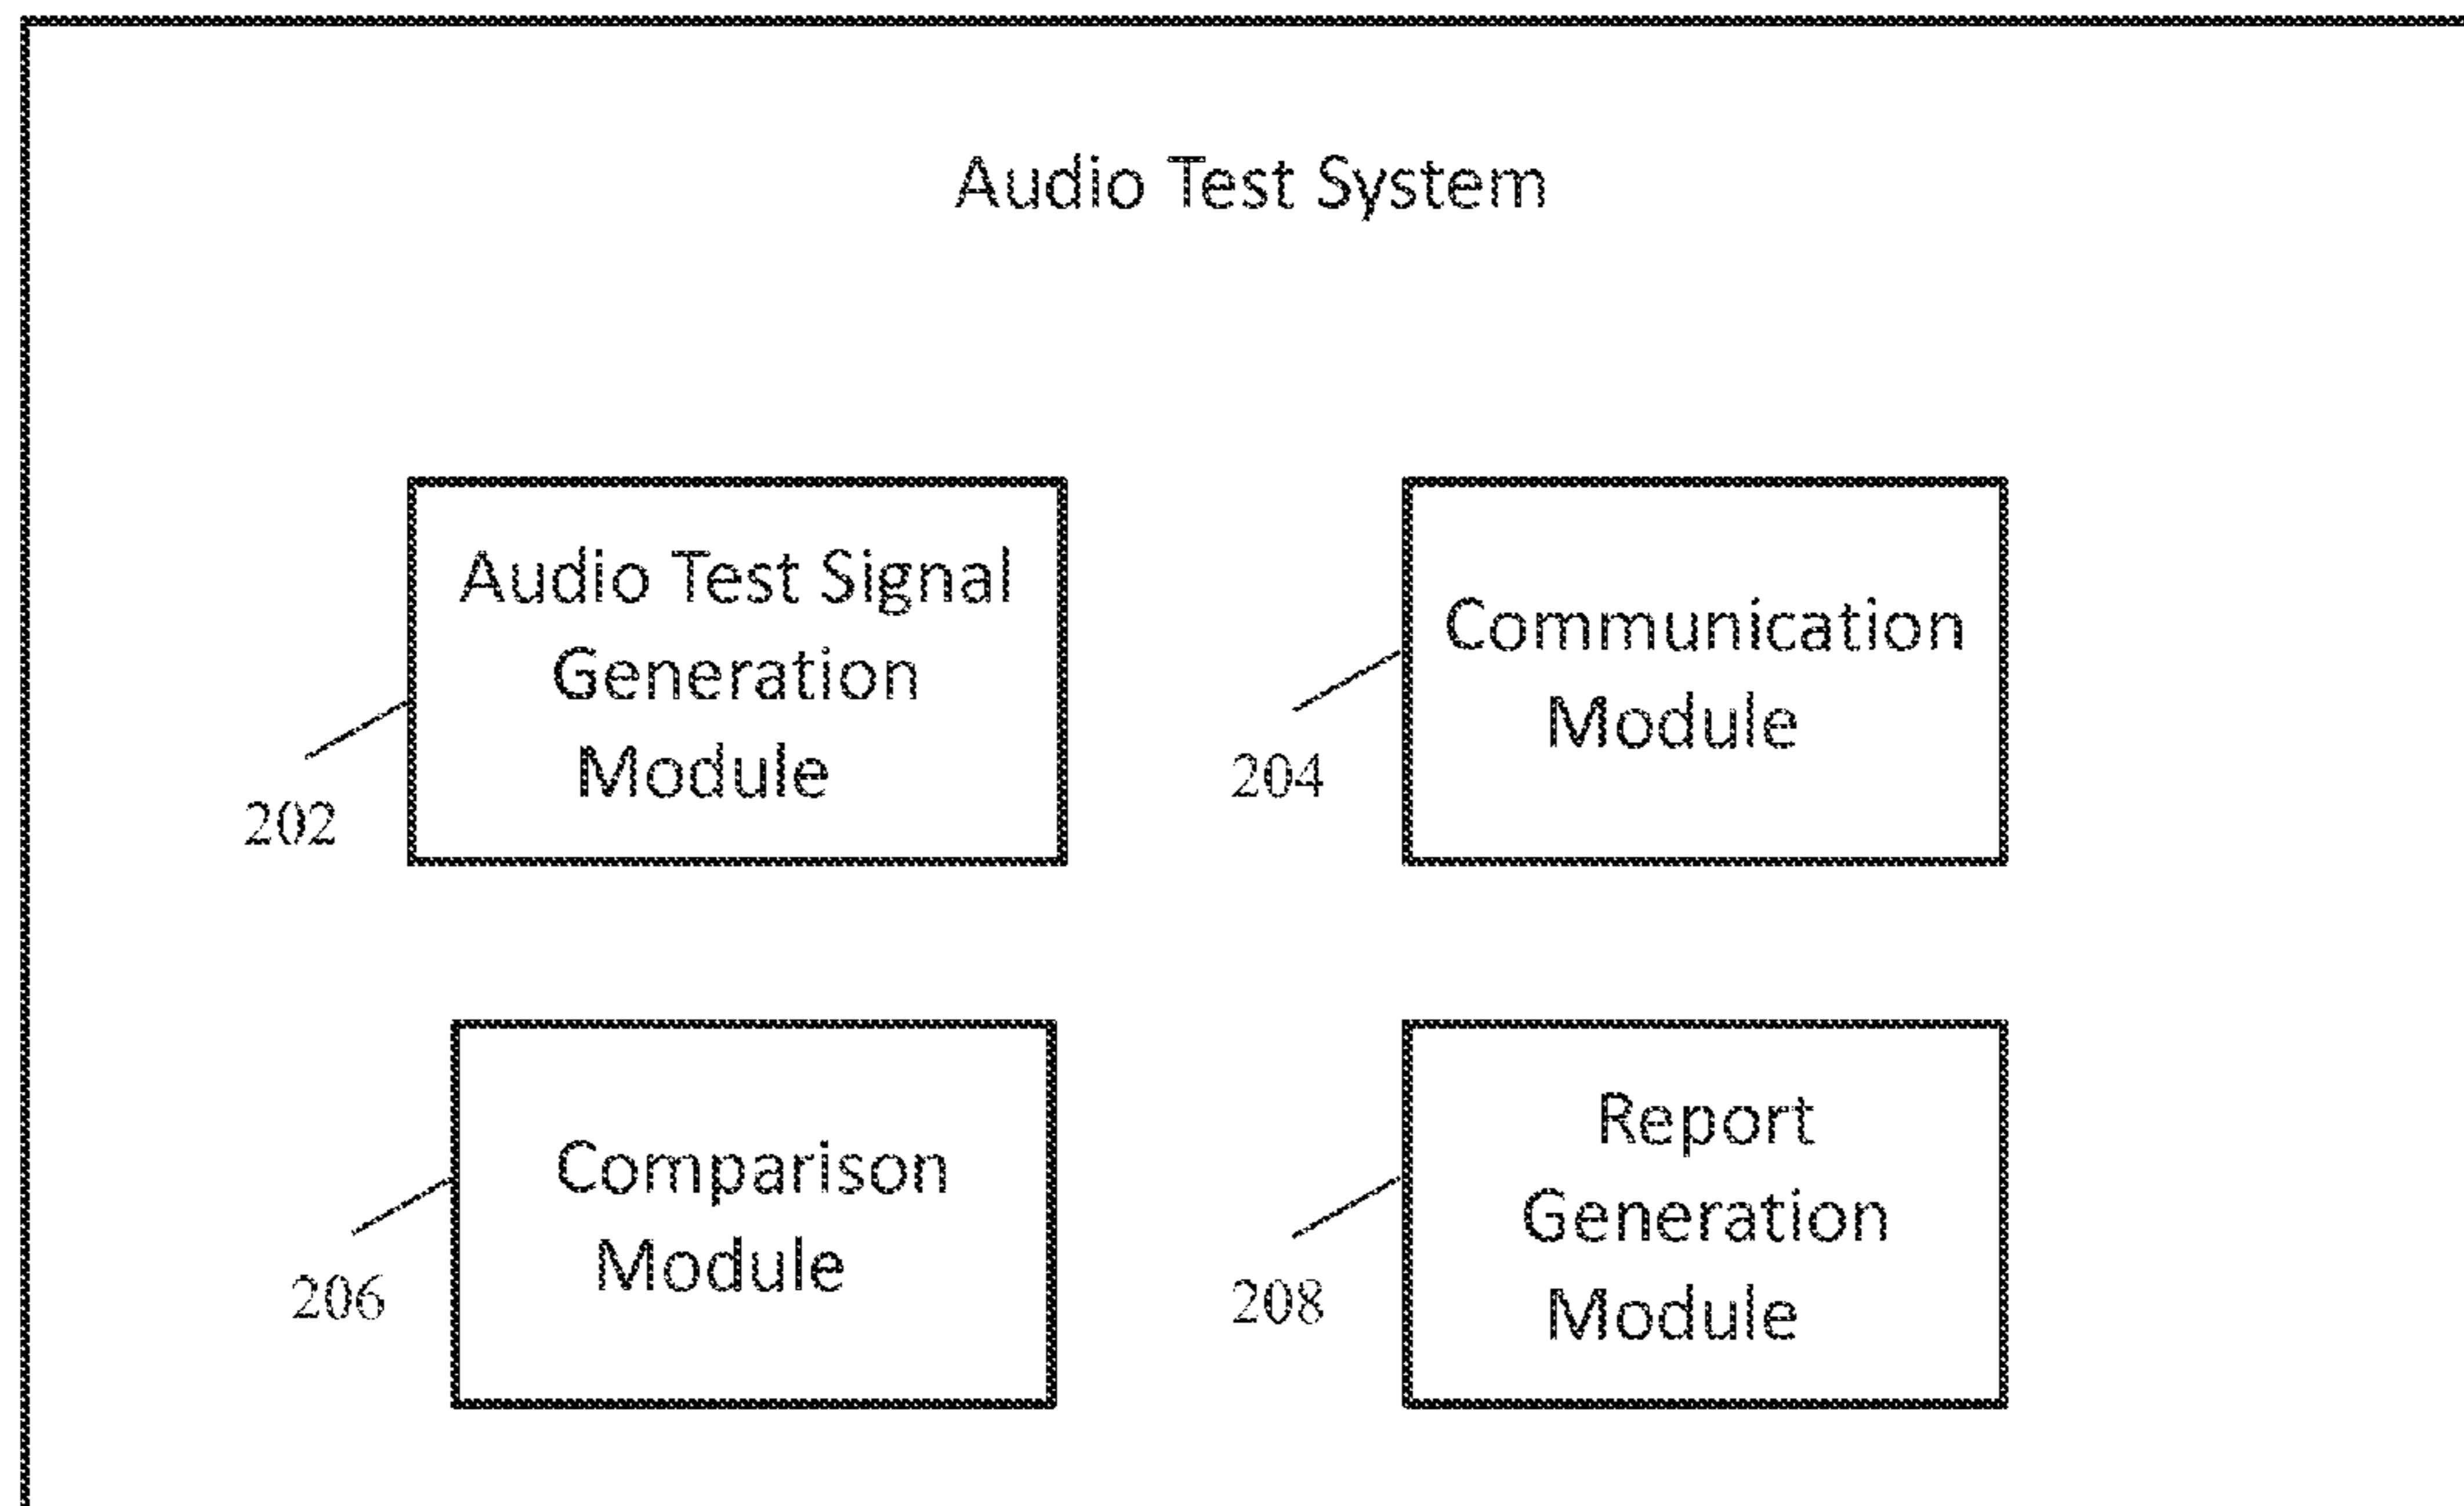 Audio Test System
Audio Test Signal
Generation
Module
202
Communication
Module
204
Comparison
Module
206
Report
Generation
Module
208